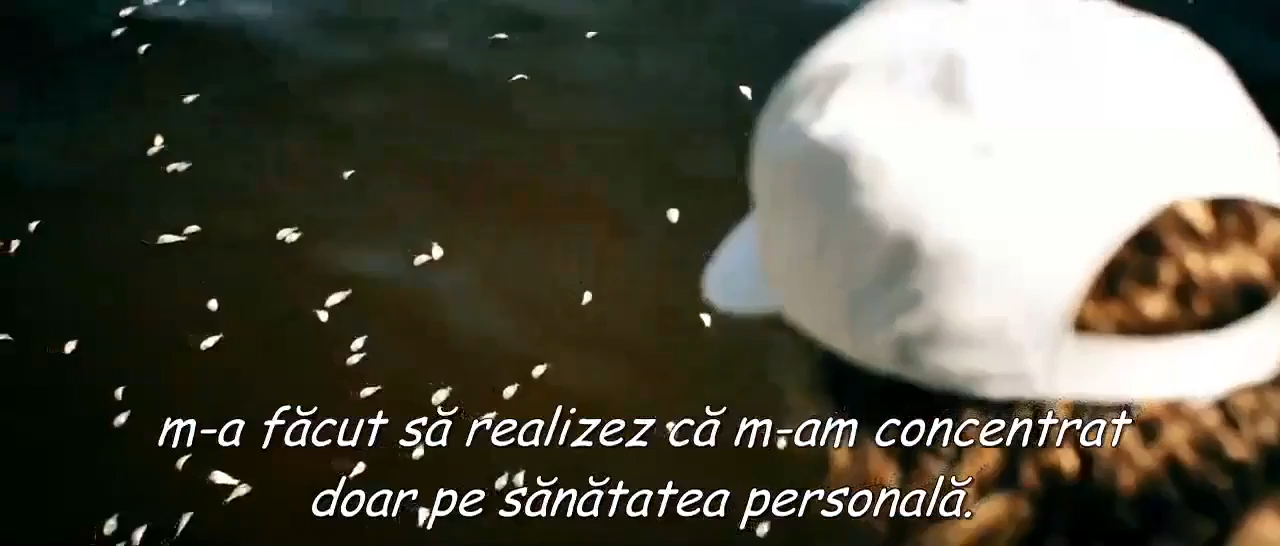 m-a făcut să realizez că m-am concentrat
doar pe sănătatea personală.